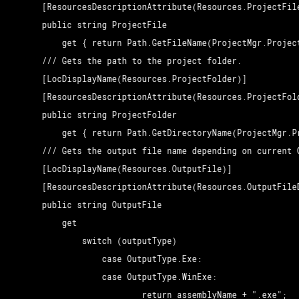 [ResourcesDescriptionAttribute(Resources.ProjectFile
public string ProjectFile
get { return Path.GetFileName(ProjectMgr.Project
/// Gets the path to the project folder.
[LocDisplayName(Resources.ProjectFolder)]
[ResourcesDescriptionAttribute(Resources.ProjectFol
public string ProjectFolder
get { return Path.GetDirectoryName(ProjectMgr.Pr
/// Gets the output file name depending on current
[LocDisplayName(Resources.OutputFile)]
[ResourcesDescriptionAttribute(Resources.OutputFile
public string OutputFile
get
switch (outputType)
case OutputType.Exe:
case OutputType.WinExe:
return assemblyName + ".exe";